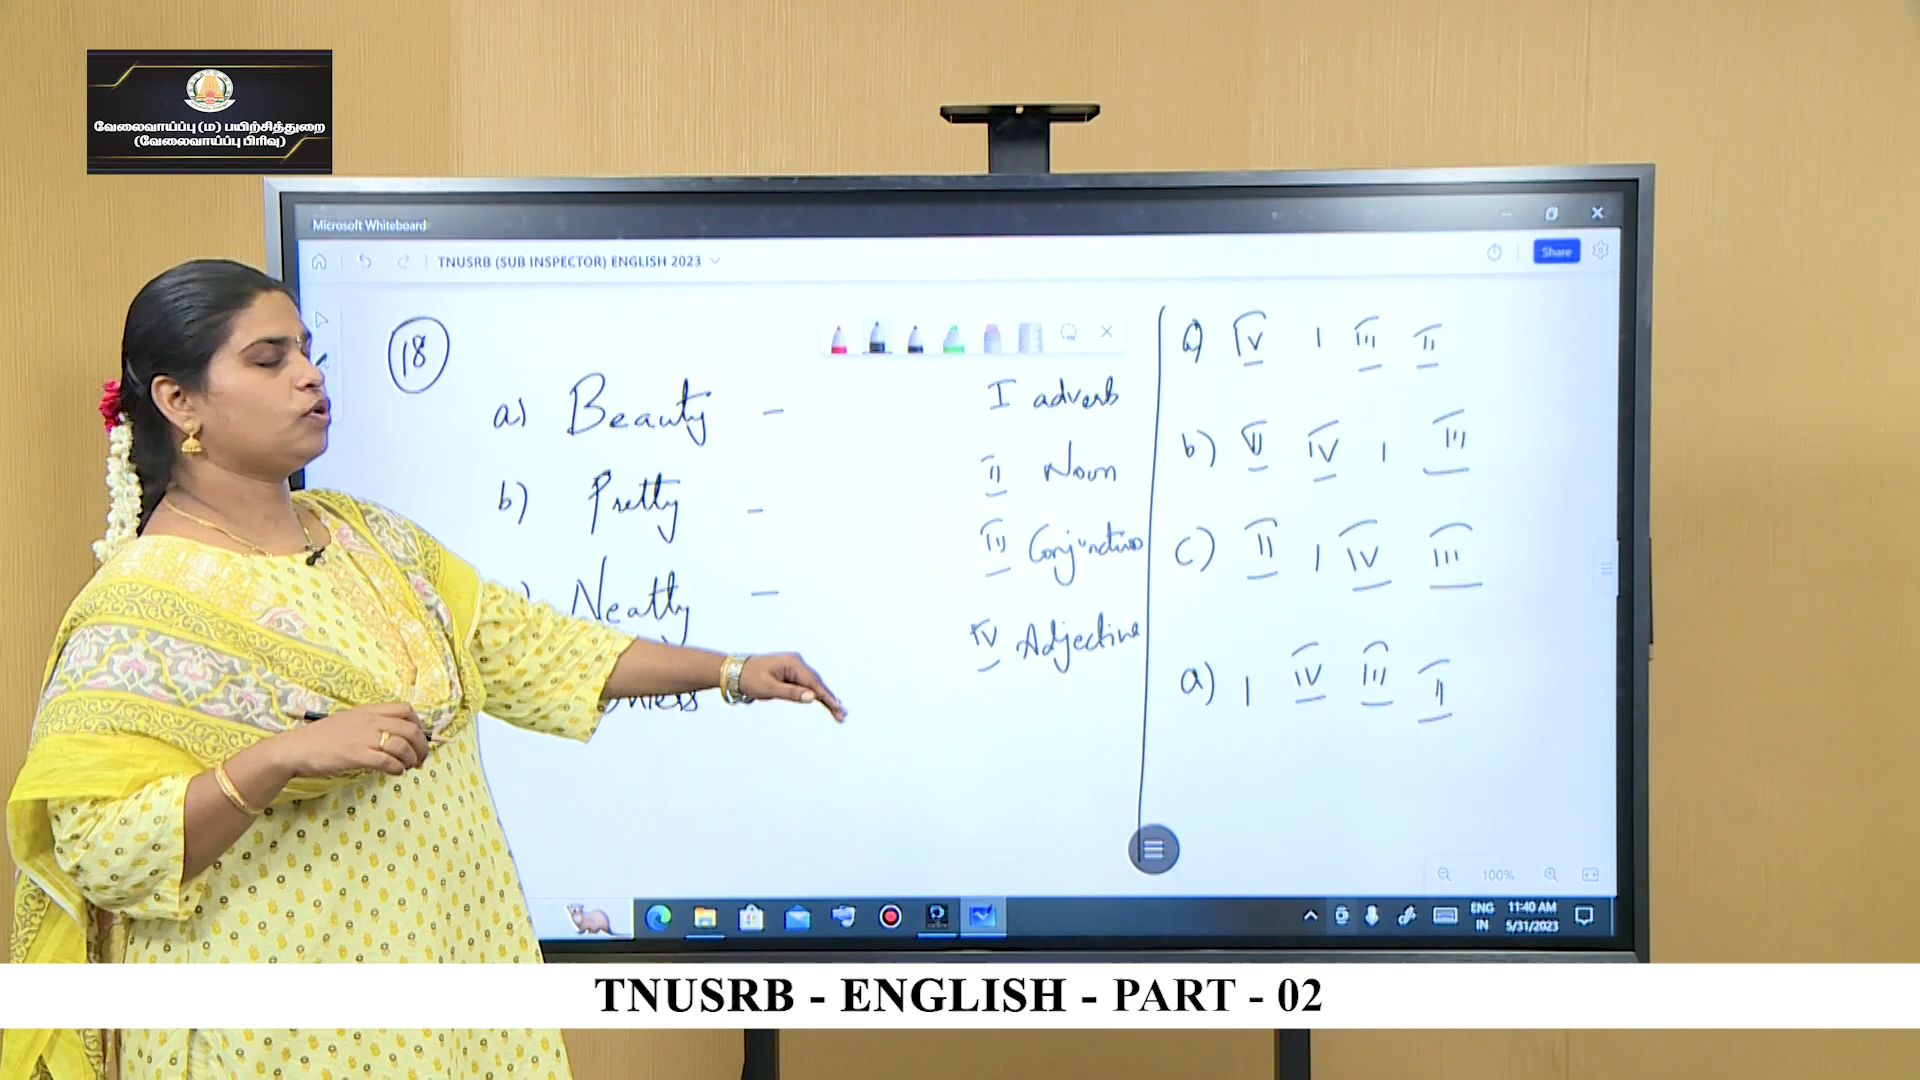 வேலைவாய்ப்பு (ம) பயிற்சித்துறை
(வேலைவாய்ப்பு பிரிவு)
Microsoft Whiteboard
TNUSRB (SUB INSPECTOR) ENGLISH 2023
Share
18
a) Beauty - I adverb
b) Pretty - II Noun
) Neatly - III Conjunction
IV Adjective
a) IV I III II
b) II IV I III
c) II I IV III
a) I IV III II
100%
ENG
IN
11:40 AM
5/31/2023
TNUSRB - ENGLISH - PART - 02